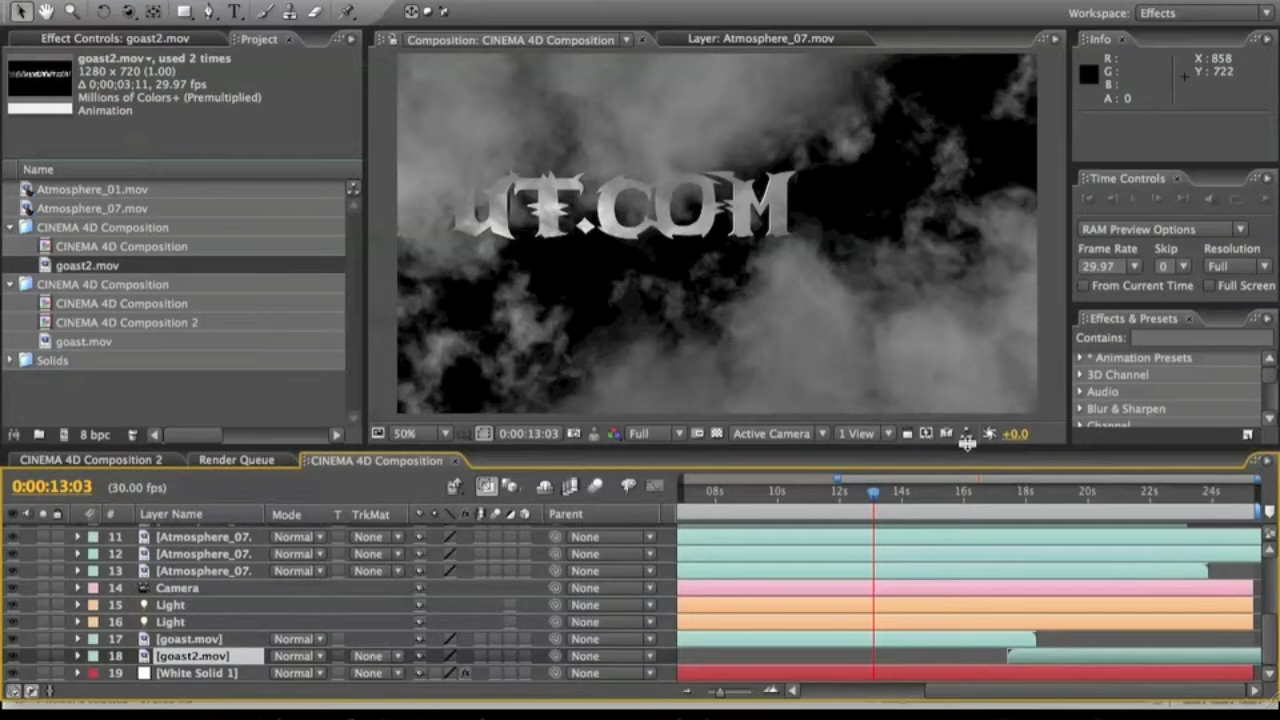 Workspace: Effects
Effect Controls: goast2.mov
Project
goast2.mov, used 2 times
1280 x 720 (1.00)
Δ 0;00;03;11, 29.97 fps
Millions of Colors+ (Premultiplied)
Animation
Name
Atmosphere_01.mov
Atmosphere_07.mov
CINEMA 4D Composition
CINEMA 4D Composition
goast2.mov
CINEMA 4D Composition
CINEMA 4D Composition
CINEMA 4D Composition 2
goast.mov
Solids
8 bpc
Composition: CINEMA 4D Composition
Layer: Atmosphere_07.mov
uT.COM
50%
0:00:13:03
Full
Active Camera
1 View
+0.0
Info
R:
G:
B:
A: 0
X: 858
Y: 722
Time Controls
RAM Preview Options
Frame Rate Skip Resolution
29.97 0 Full
From Current Time Full Screen
Effects & Presets
Contains:
* Animation Presets
3D Channel
Audio
Blur & Sharpen
Channel
CINEMA 4D Composition 2
Render Queue
CINEMA 4D Composition
0:00:13:03 (30.00 fps)
08s 10s 12s 14s 16s 18s 20s 22s 24s
# Layer Name Mode T TrkMat Parent
11 [Atmosphere_07. Normal None None
12 [Atmosphere_07. Normal None None
13 [Atmosphere_07. Normal None None
14 Camera None
15 Light None
16 Light None
17 [goast.mov] Normal None
18 [goast2.mov] Normal None None
19 [White Solid 1] Normal None None